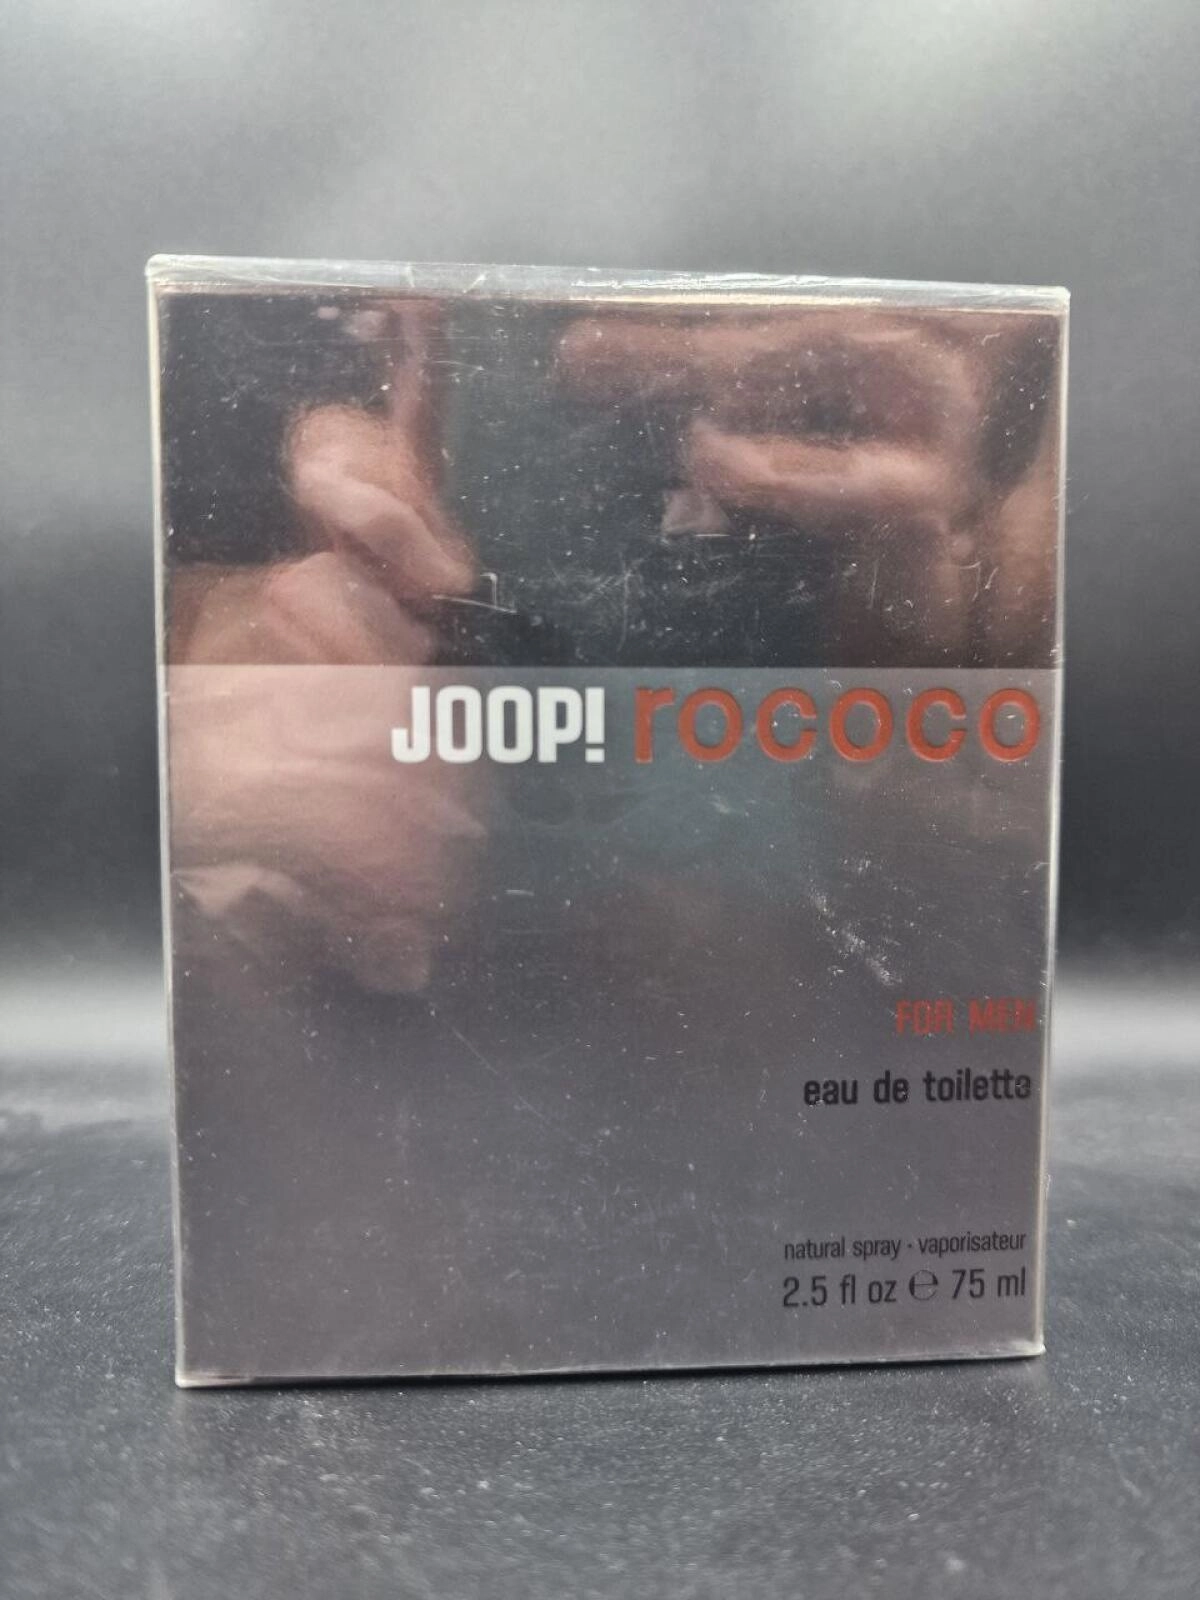 JOOP! rococo
FOR MEN
eau de toilette
natural spray · vaporisateur
2.5 fl oz ℮ 75 ml